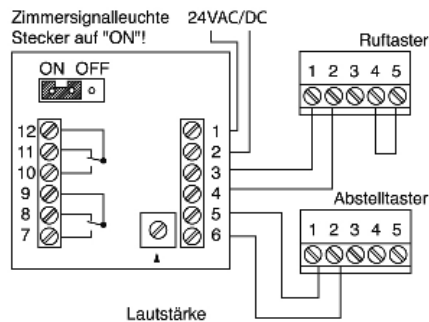 Zimmersignalleuchte 24VAC/DC
Stecker auf "ON"!
Ruftaster
ON OFF
1 2 3 4 5
12 1
11 2
10 3
9 4
8 5
7 6
Abstelltaster
1 2 3 4 5
Lautstärke